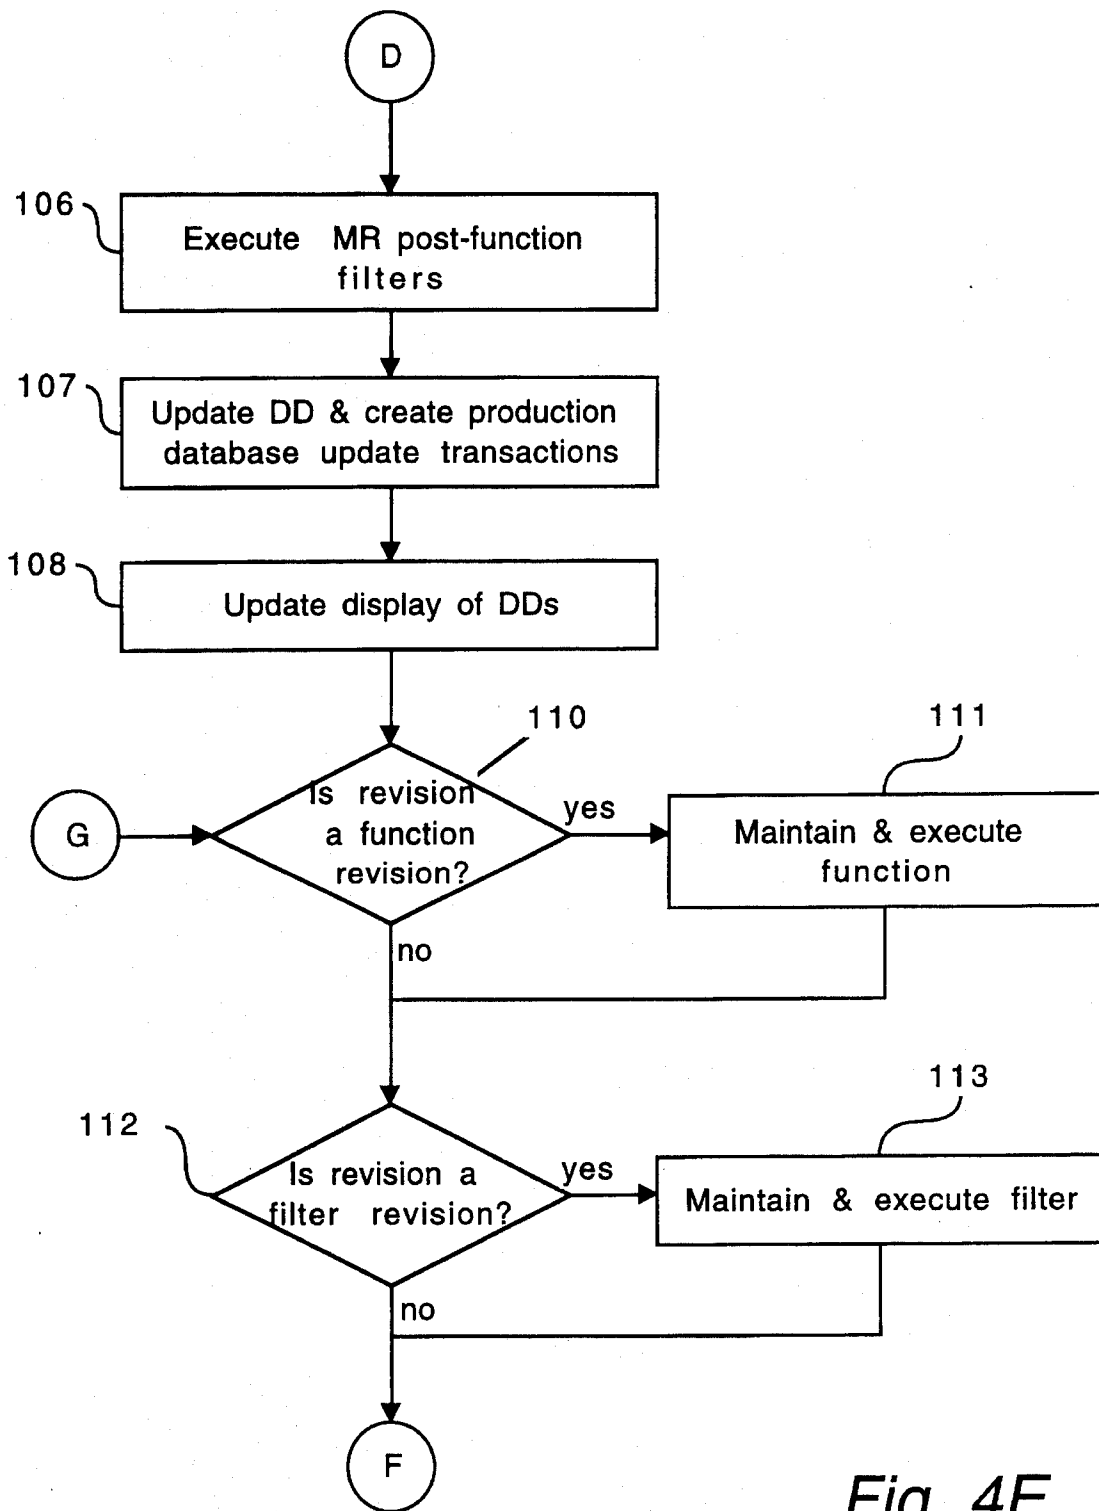 D
106
Execute MR post-function
filters
107
Update DD & create production
database update transactions
108
Update display of DDs
110
111
G
Is revision
a function
revision?
yes
Maintain & execute
function
no
113
112
Is revision a
filter revision?
yes
Maintain & execute filter
no
F
Fig. 4E